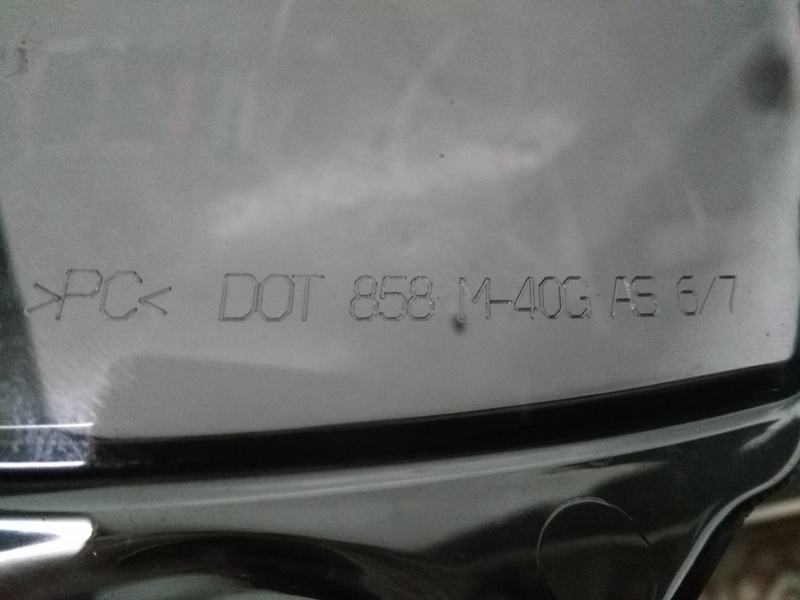 >PC< DOT 858 M-40G AS 6/7